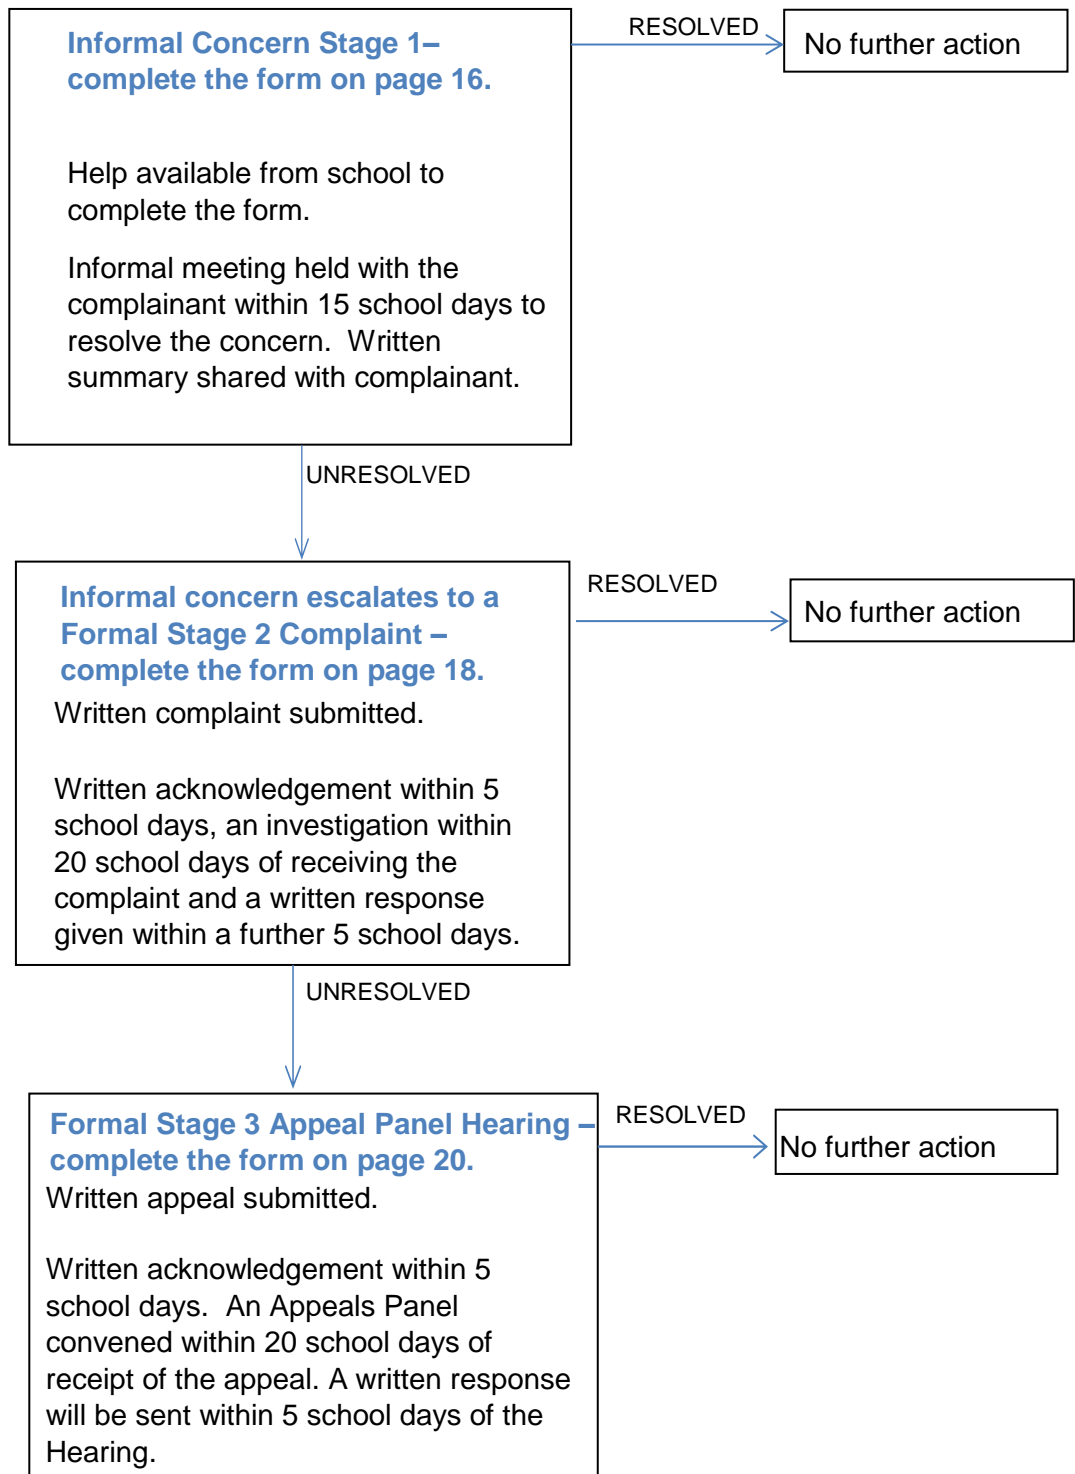 Informal Concern Stage 1–
complete the form on page 16.
Help available from school to
complete the form.
Informal meeting held with the
complainant within 15 school days to
resolve the concern.  Written
summary shared with complainant.
RESOLVED
No further action
UNRESOLVED
Informal concern escalates to a
Formal Stage 2 Complaint –
complete the form on page 18.
Written complaint submitted.
Written acknowledgement within 5
school days, an investigation within
20 school days of receiving the
complaint and a written response
given within a further 5 school days.
RESOLVED
No further action
UNRESOLVED
Formal Stage 3 Appeal Panel Hearing –
complete the form on page 20.
Written appeal submitted.
Written acknowledgement within 5
school days.  An Appeals Panel
convened within 20 school days of
receipt of the appeal. A written response
will be sent within 5 school days of the
Hearing.
RESOLVED
No further action